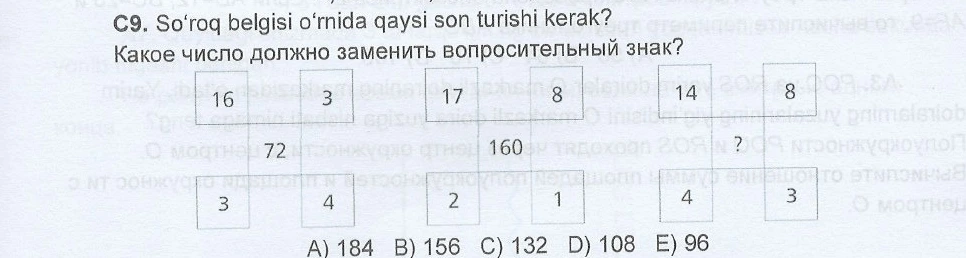 C9. So‘roq belgisi o‘rnida qaysi son turishi kerak?
Какое число должно заменить вопросительный знак?
16 3 17 8 14 8
72 160 ?
3 4 2 1 4 3
A) 184 B) 156 C) 132 D) 108 E) 96